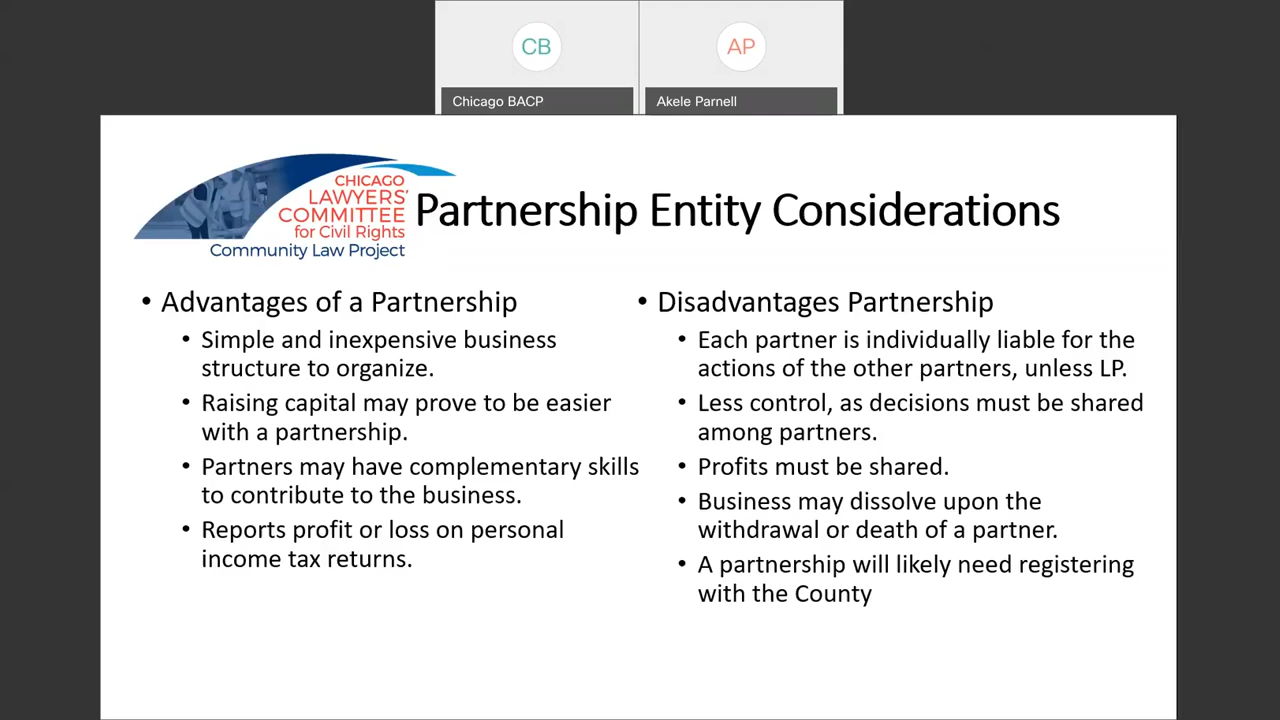 CB
AP
Chicago BACP
Akele Parnell
CHICAGO
LAWYERS'
COMMITTEE
for Civil Rights
Community Law Project
Partnership Entity Considerations
• Advantages of a Partnership
• Simple and inexpensive business
structure to organize.
• Raising capital may prove to be easier
with a partnership.
• Partners may have complementary skills
to contribute to the business.
• Reports profit or loss on personal
income tax returns.
• Disadvantages Partnership
• Each partner is individually liable for the
actions of the other partners, unless LP.
• Less control, as decisions must be shared
among partners.
• Profits must be shared.
• Business may dissolve upon the
withdrawal or death of a partner.
• A partnership will likely need registering
with the County